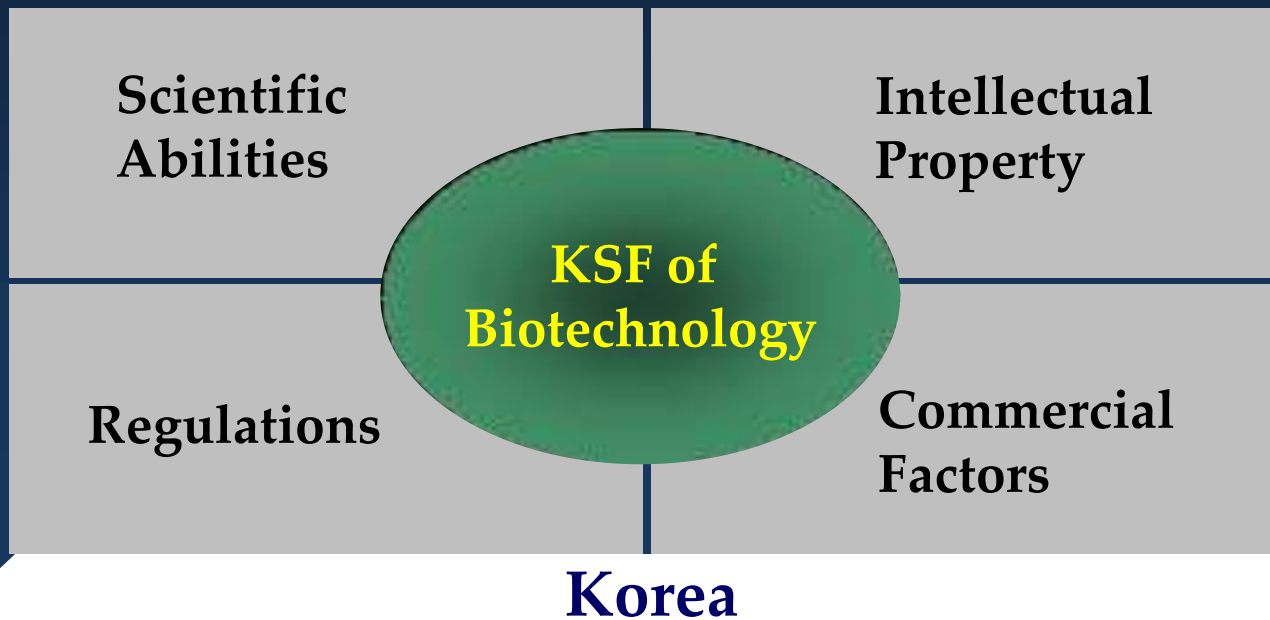 Scientific
Abilities
Intellectual
Property
KSF of
Biotechnology
Regulations
Commercial
Factors
Korea